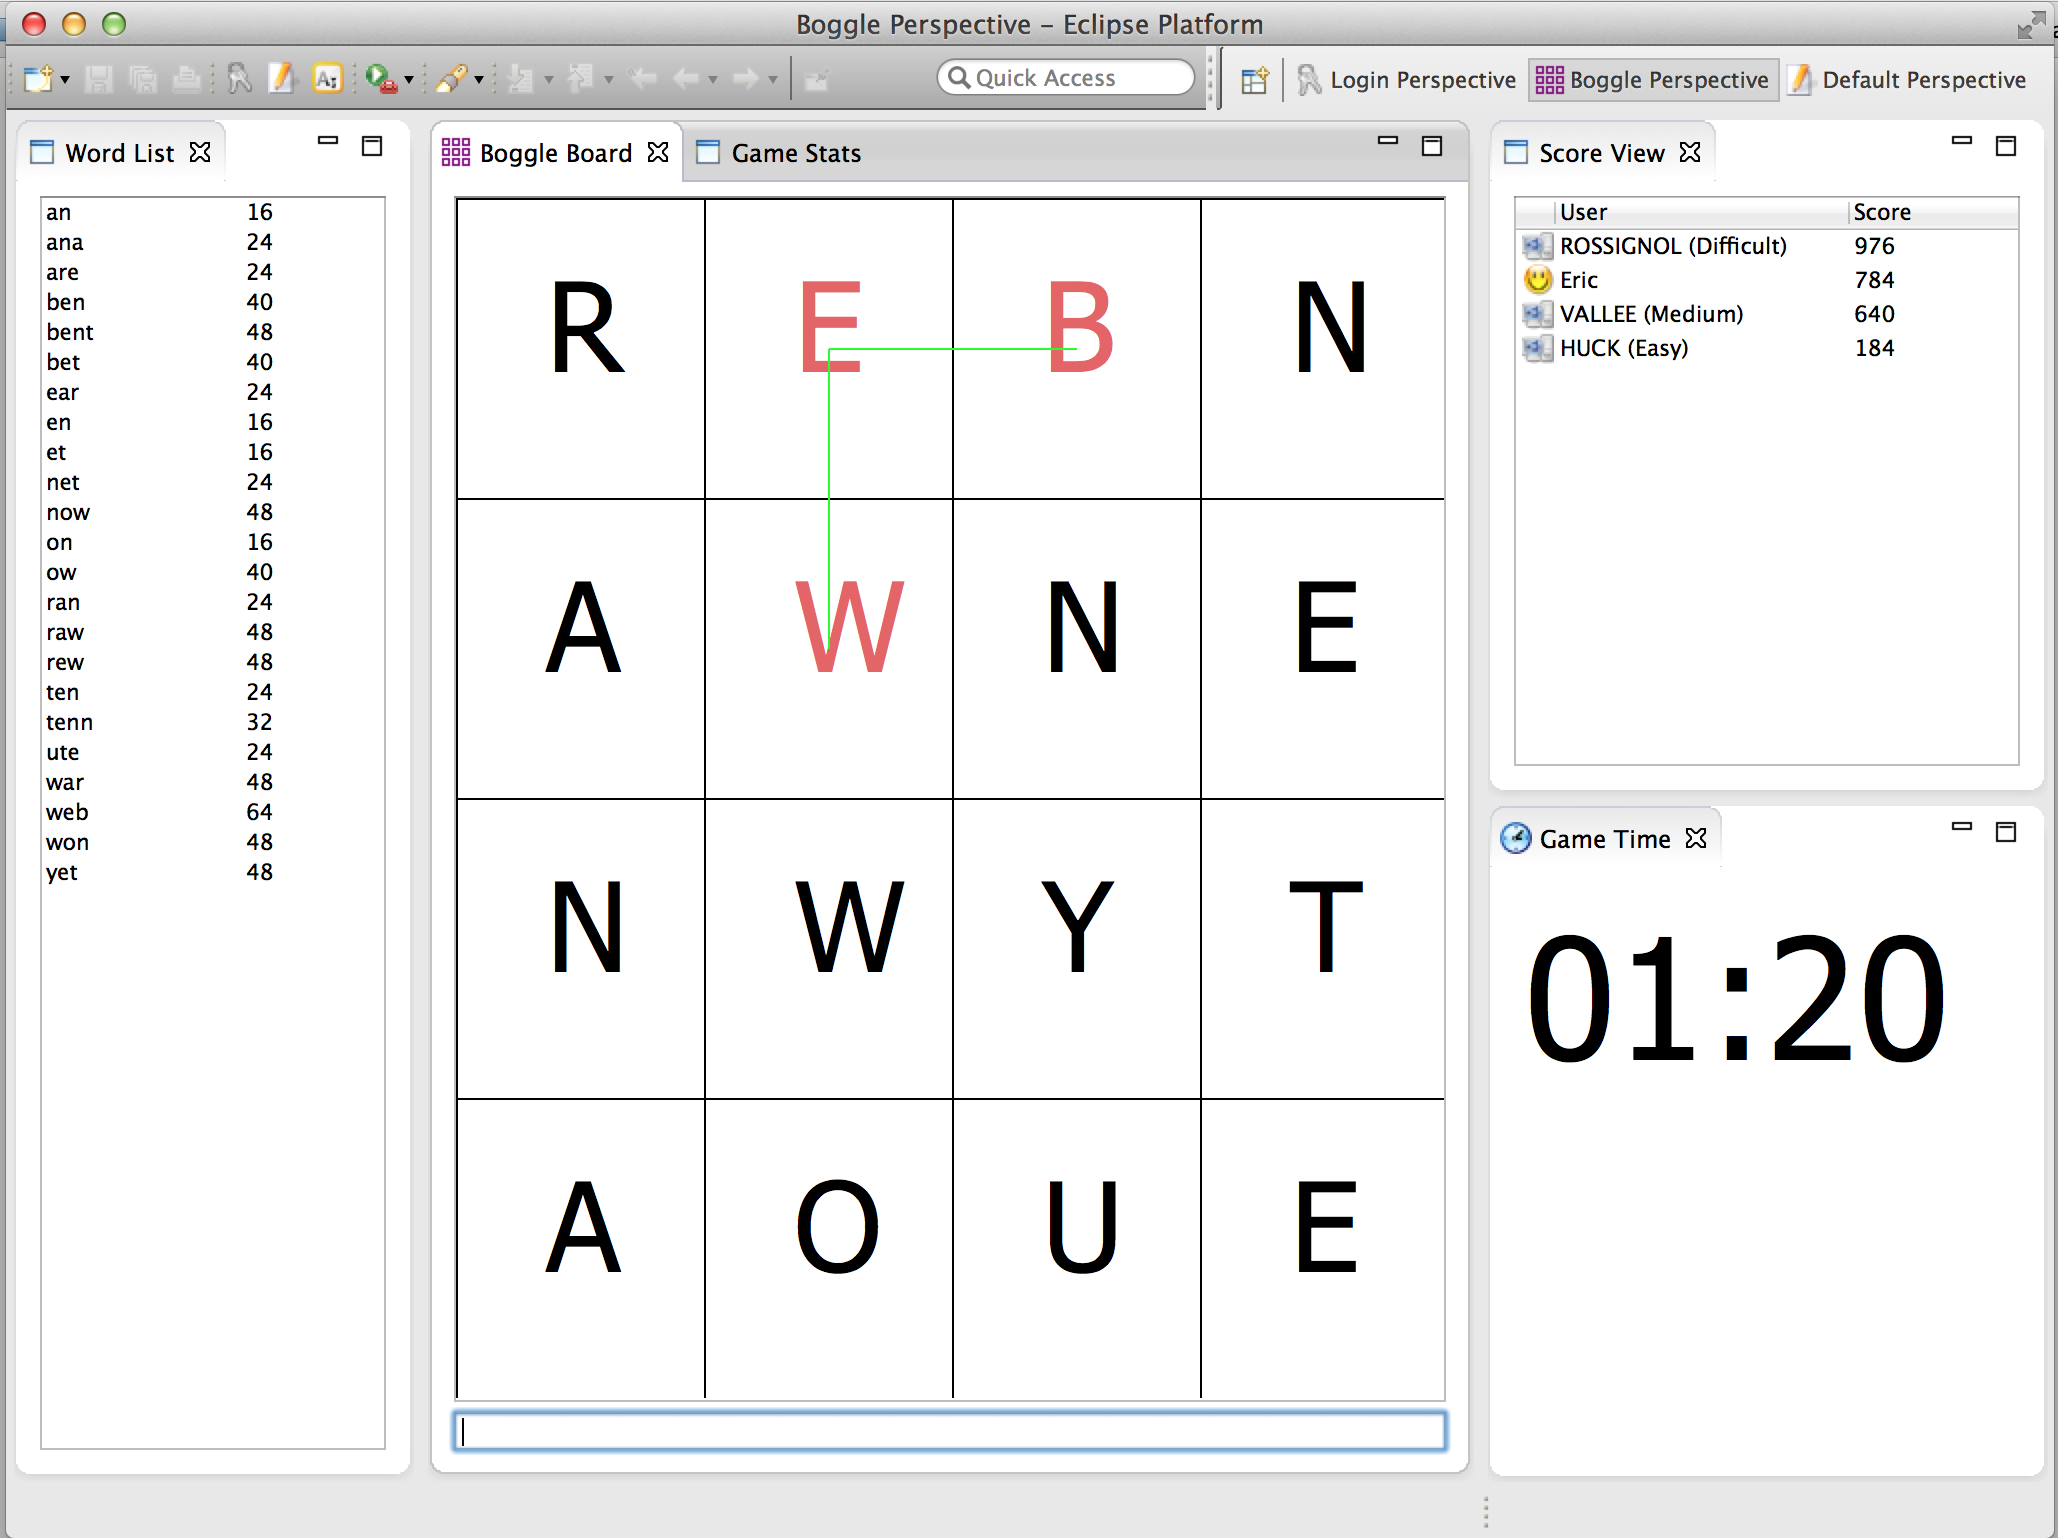 Boggle Perspective – Eclipse Platform
Quick Access
Login Perspective
Boggle Perspective
Default Perspective
Word List
an 16
ana 24
are 24
ben 40
bent 48
bet 40
ear 24
en 16
et 16
net 24
now 48
on 16
ow 40
ran 24
raw 48
rew 48
ten 24
tenn 32
ute 24
war 48
web 64
won 48
yet 48
Boggle Board
Game Stats
R E B N
A W N E
N W Y T
A O U E
Score View
User Score
ROSSIGNOL (Difficult) 976
Eric 784
VALLEE (Medium) 640
HUCK (Easy) 184
Game Time
01:20